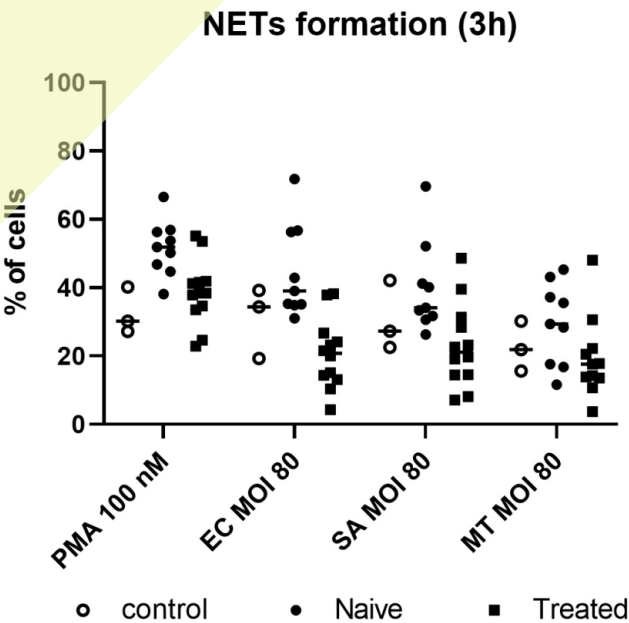 NETs formation (3h)
% of cells
100
80
60
40
20
0
PMA 100 nM
EC MOI 80
SA MOI 80
MT MOI 80
control
Naive
Treated